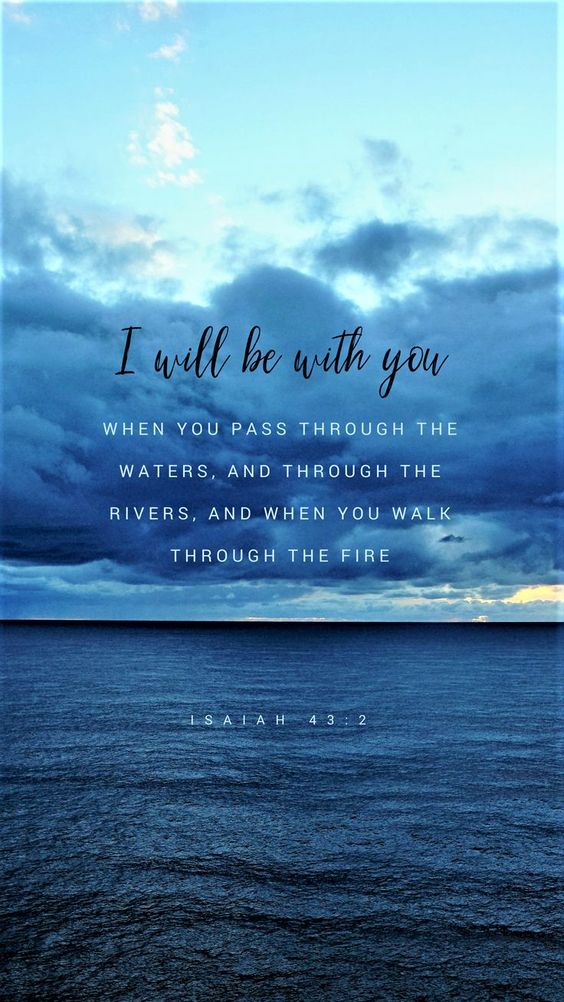 I will be with you
WHEN YOU PASS THROUGH THE
WATERS, AND THROUGH THE
RIVERS, AND WHEN YOU WALK
THROUGH THE FIRE
ISAIAH 43:2